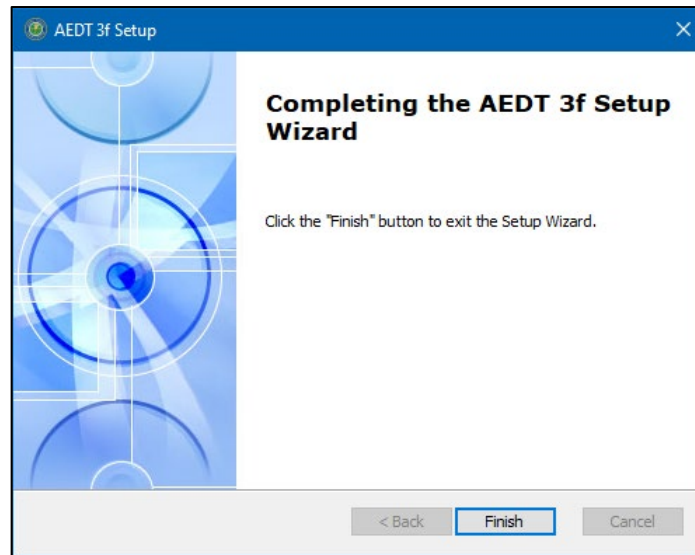 AEDT 3f Setup
Completing the AEDT 3f Setup
Wizard
Click the "Finish" button to exit the Setup Wizard.
< Back
Finish
Cancel